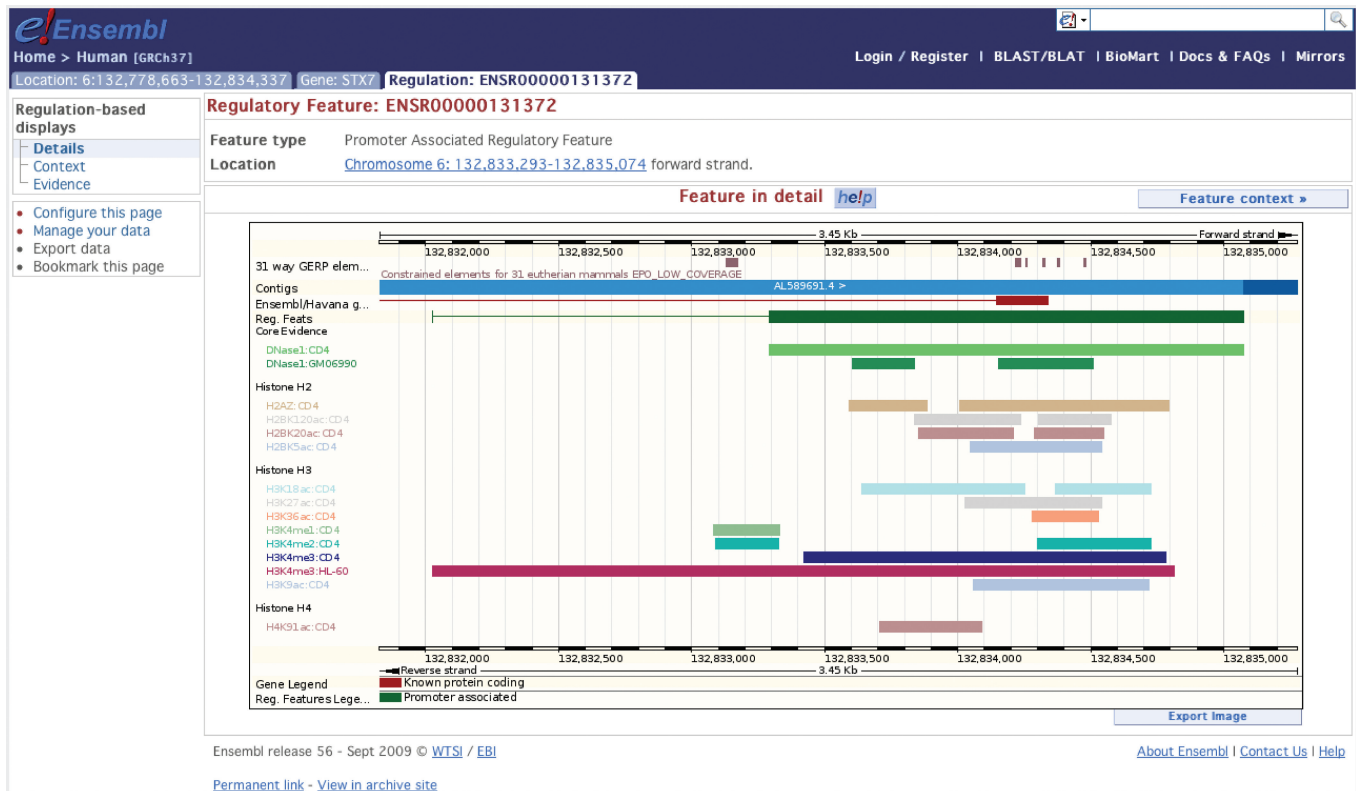 e!Ensembl
Home > Human [GRCh37]
Login / Register | BLAST/BLAT | BioMart | Docs & FAQs | Mirrors
Location: 6:132,778,663-132,834,337 Gene: STX7 Regulation: ENSR00000131372
Regulation-based
displays
Details
Context
Evidence
Configure this page
Manage your data
Export data
Bookmark this page
Regulatory Feature: ENSR00000131372
Feature type Promoter Associated Regulatory Feature
Location Chromosome 6: 132,833,293-132,835,074 forward strand.
Feature in detail he!p
Feature context »
3.45 Kb Forward strand
132,832,000 132,832,500 132,833,000 132,833,500 132,834,000 132,834,500 132,835,000
31 way GERP elem...
Constrained elements for 31 eutherian mammals EPO_LOW_COVERAGE
Contigs AL589691.4 >
Ensembl/Havana g...
Reg. Feats
Core Evidence
DNase1:CD4
DNase1:GM06990
Histone H2
H2AZ:CD4
H2BK120ac:CD4
H2BK20ac:CD4
H2BK5ac:CD4
Histone H3
H3K18ac:CD4
H3K27ac:CD4
H3K36ac:CD4
H3K4me1:CD4
H3K4me2:CD4
H3K4me3:CD4
H3K4me3:HL-60
H3K9ac:CD4
Histone H4
H4K91ac:CD4
132,832,000 132,832,500 132,833,000 132,833,500 132,834,000 132,834,500 132,835,000
Reverse strand 3.45 Kb
Gene Legend Known protein coding
Reg. Features Lege... Promoter associated
Export Image
Ensembl release 56 - Sept 2009 © WTSI / EBI
About Ensembl | Contact Us | Help
Permanent link - View in archive site